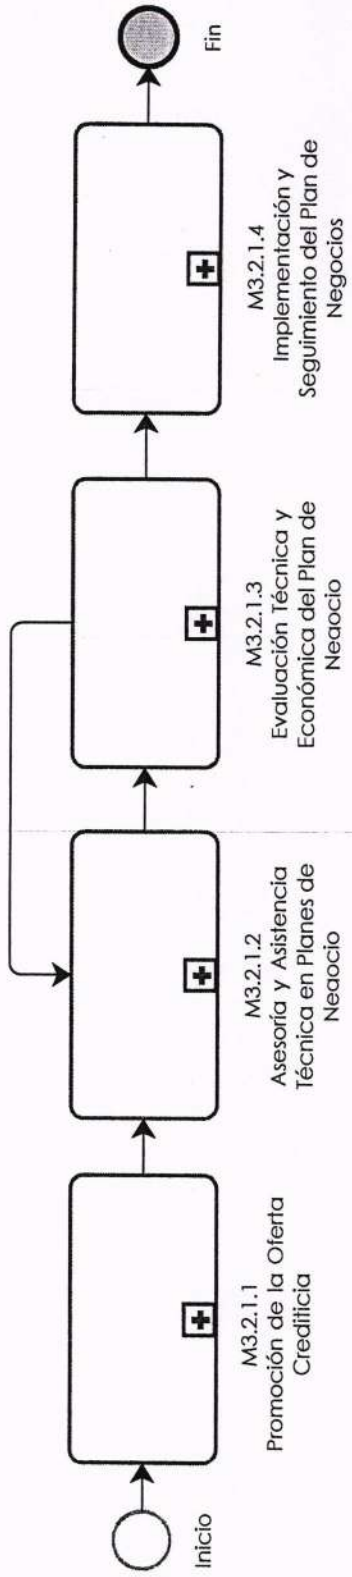 Inicio
M3.2.1.1
Promoción de la Oferta
Crediticia
M3.2.1.2
Asesoría y Asistencia
Técnica en Planes de
Neaocio
M3.2.1.3
Evaluación Técnica y
Económica del Plan de
Neaocio
M3.2.1.4
Implementación y
Seguimiento del Plan de
Negocios
Fin